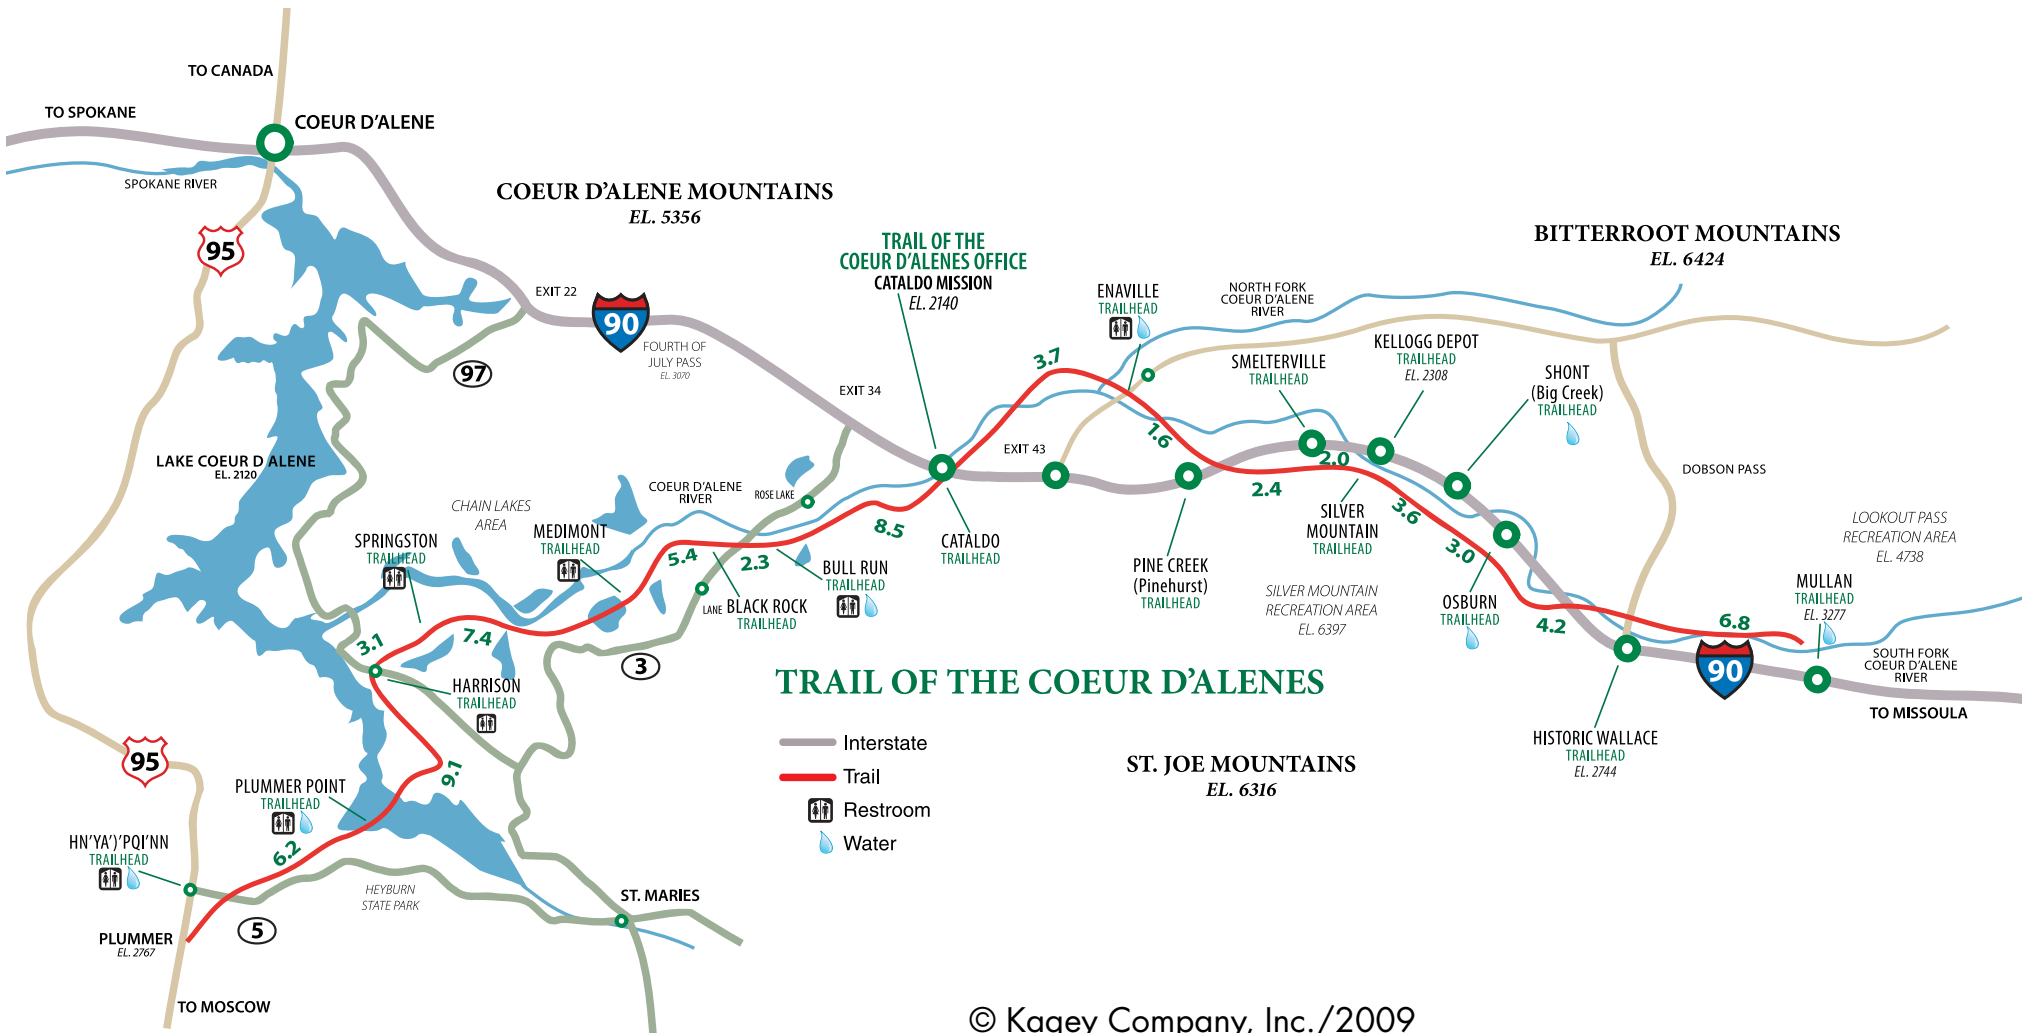 TO CANADA
TO SPOKANE
COEUR D'ALENE
SPOKANE RIVER
95
COEUR D'ALENE MOUNTAINS
EL. 5356
EXIT 22
90
FOURTH OF
JULY PASS
EL. 3070
97
EXIT 34
TRAIL OF THE
COEUR D'ALENES OFFICE
CATALDO MISSION
EL. 2140
ENAVILLE
TRAILHEAD
NORTH FORK
COEUR D'ALENE
RIVER
BITTERROOT MOUNTAINS
EL. 6424
3.7
SMELTERVILLE
TRAILHEAD
KELLOGG DEPOT
TRAILHEAD
EL. 2308
SHONT
(Big Creek)
TRAILHEAD
EXIT 43
1.6
2.0
2.4
DOBSON PASS
LAKE COEUR D ALENE
EL. 2120
CHAIN LAKES
AREA
COEUR D'ALENE
RIVER
ROSE LAKE
SPRINGSTON
TRAILHEAD
MEDIMONT
TRAILHEAD
5.4
2.3
8.5
BULL RUN
TRAILHEAD
CATALDO
TRAILHEAD
LANE
BLACK ROCK
TRAILHEAD
PINE CREEK
(Pinehurst)
TRAILHEAD
SILVER
MOUNTAIN
TRAILHEAD
3.6
3.0
SILVER MOUNTAIN
RECREATION AREA
EL. 6397
OSBURN
TRAILHEAD
4.2
LOOKOUT PASS
RECREATION AREA
EL. 4738
MULLAN
TRAILHEAD
EL. 3277
6.8
90
SOUTH FORK
COEUR D'ALENE
RIVER
TO MISSOULA
3.1
7.4
3
HARRISON
TRAILHEAD
TRAIL OF THE COEUR D'ALENES
Interstate
Trail
Restroom
Water
ST. JOE MOUNTAINS
EL. 6316
HISTORIC WALLACE
TRAILHEAD
EL. 2744
95
9.1
PLUMMER POINT
TRAILHEAD
HN'YA')'PQI'NN
TRAILHEAD
6.2
HEYBURN
STATE PARK
ST. MARIES
5
PLUMMER
EL. 2767
TO MOSCOW
© Kagey Company, Inc./2009